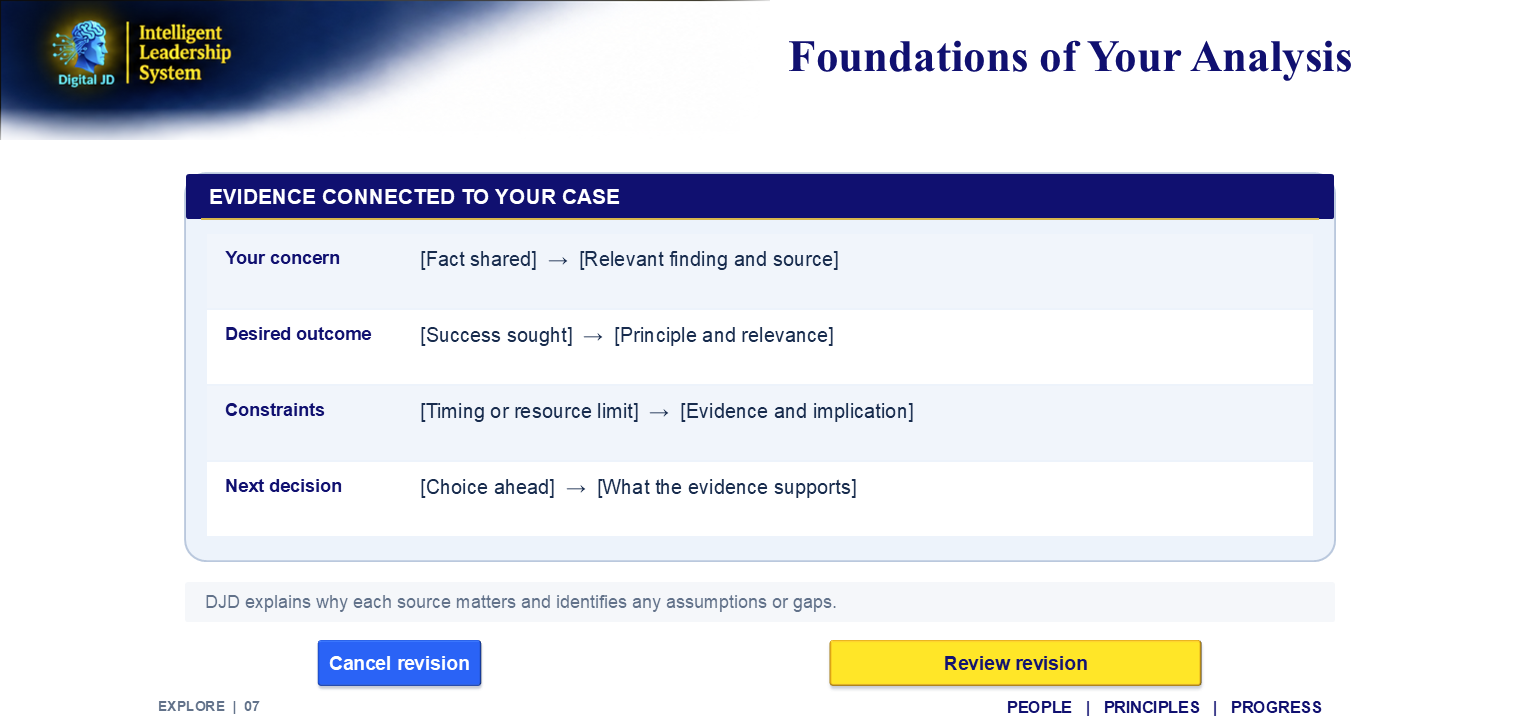 Intelligent
Leadership
System
Digital JD
Foundations of Your Analysis
EVIDENCE CONNECTED TO YOUR CASE
Your concern [Fact shared] → [Relevant finding and source]
Desired outcome [Success sought] → [Principle and relevance]
Constraints [Timing or resource limit] → [Evidence and implication]
Next decision [Choice ahead] → [What the evidence supports]
DJD explains why each source matters and identifies any assumptions or gaps.
Cancel revision Review revision
EXPLORE | 07 PEOPLE | PRINCIPLES | PROGRESS